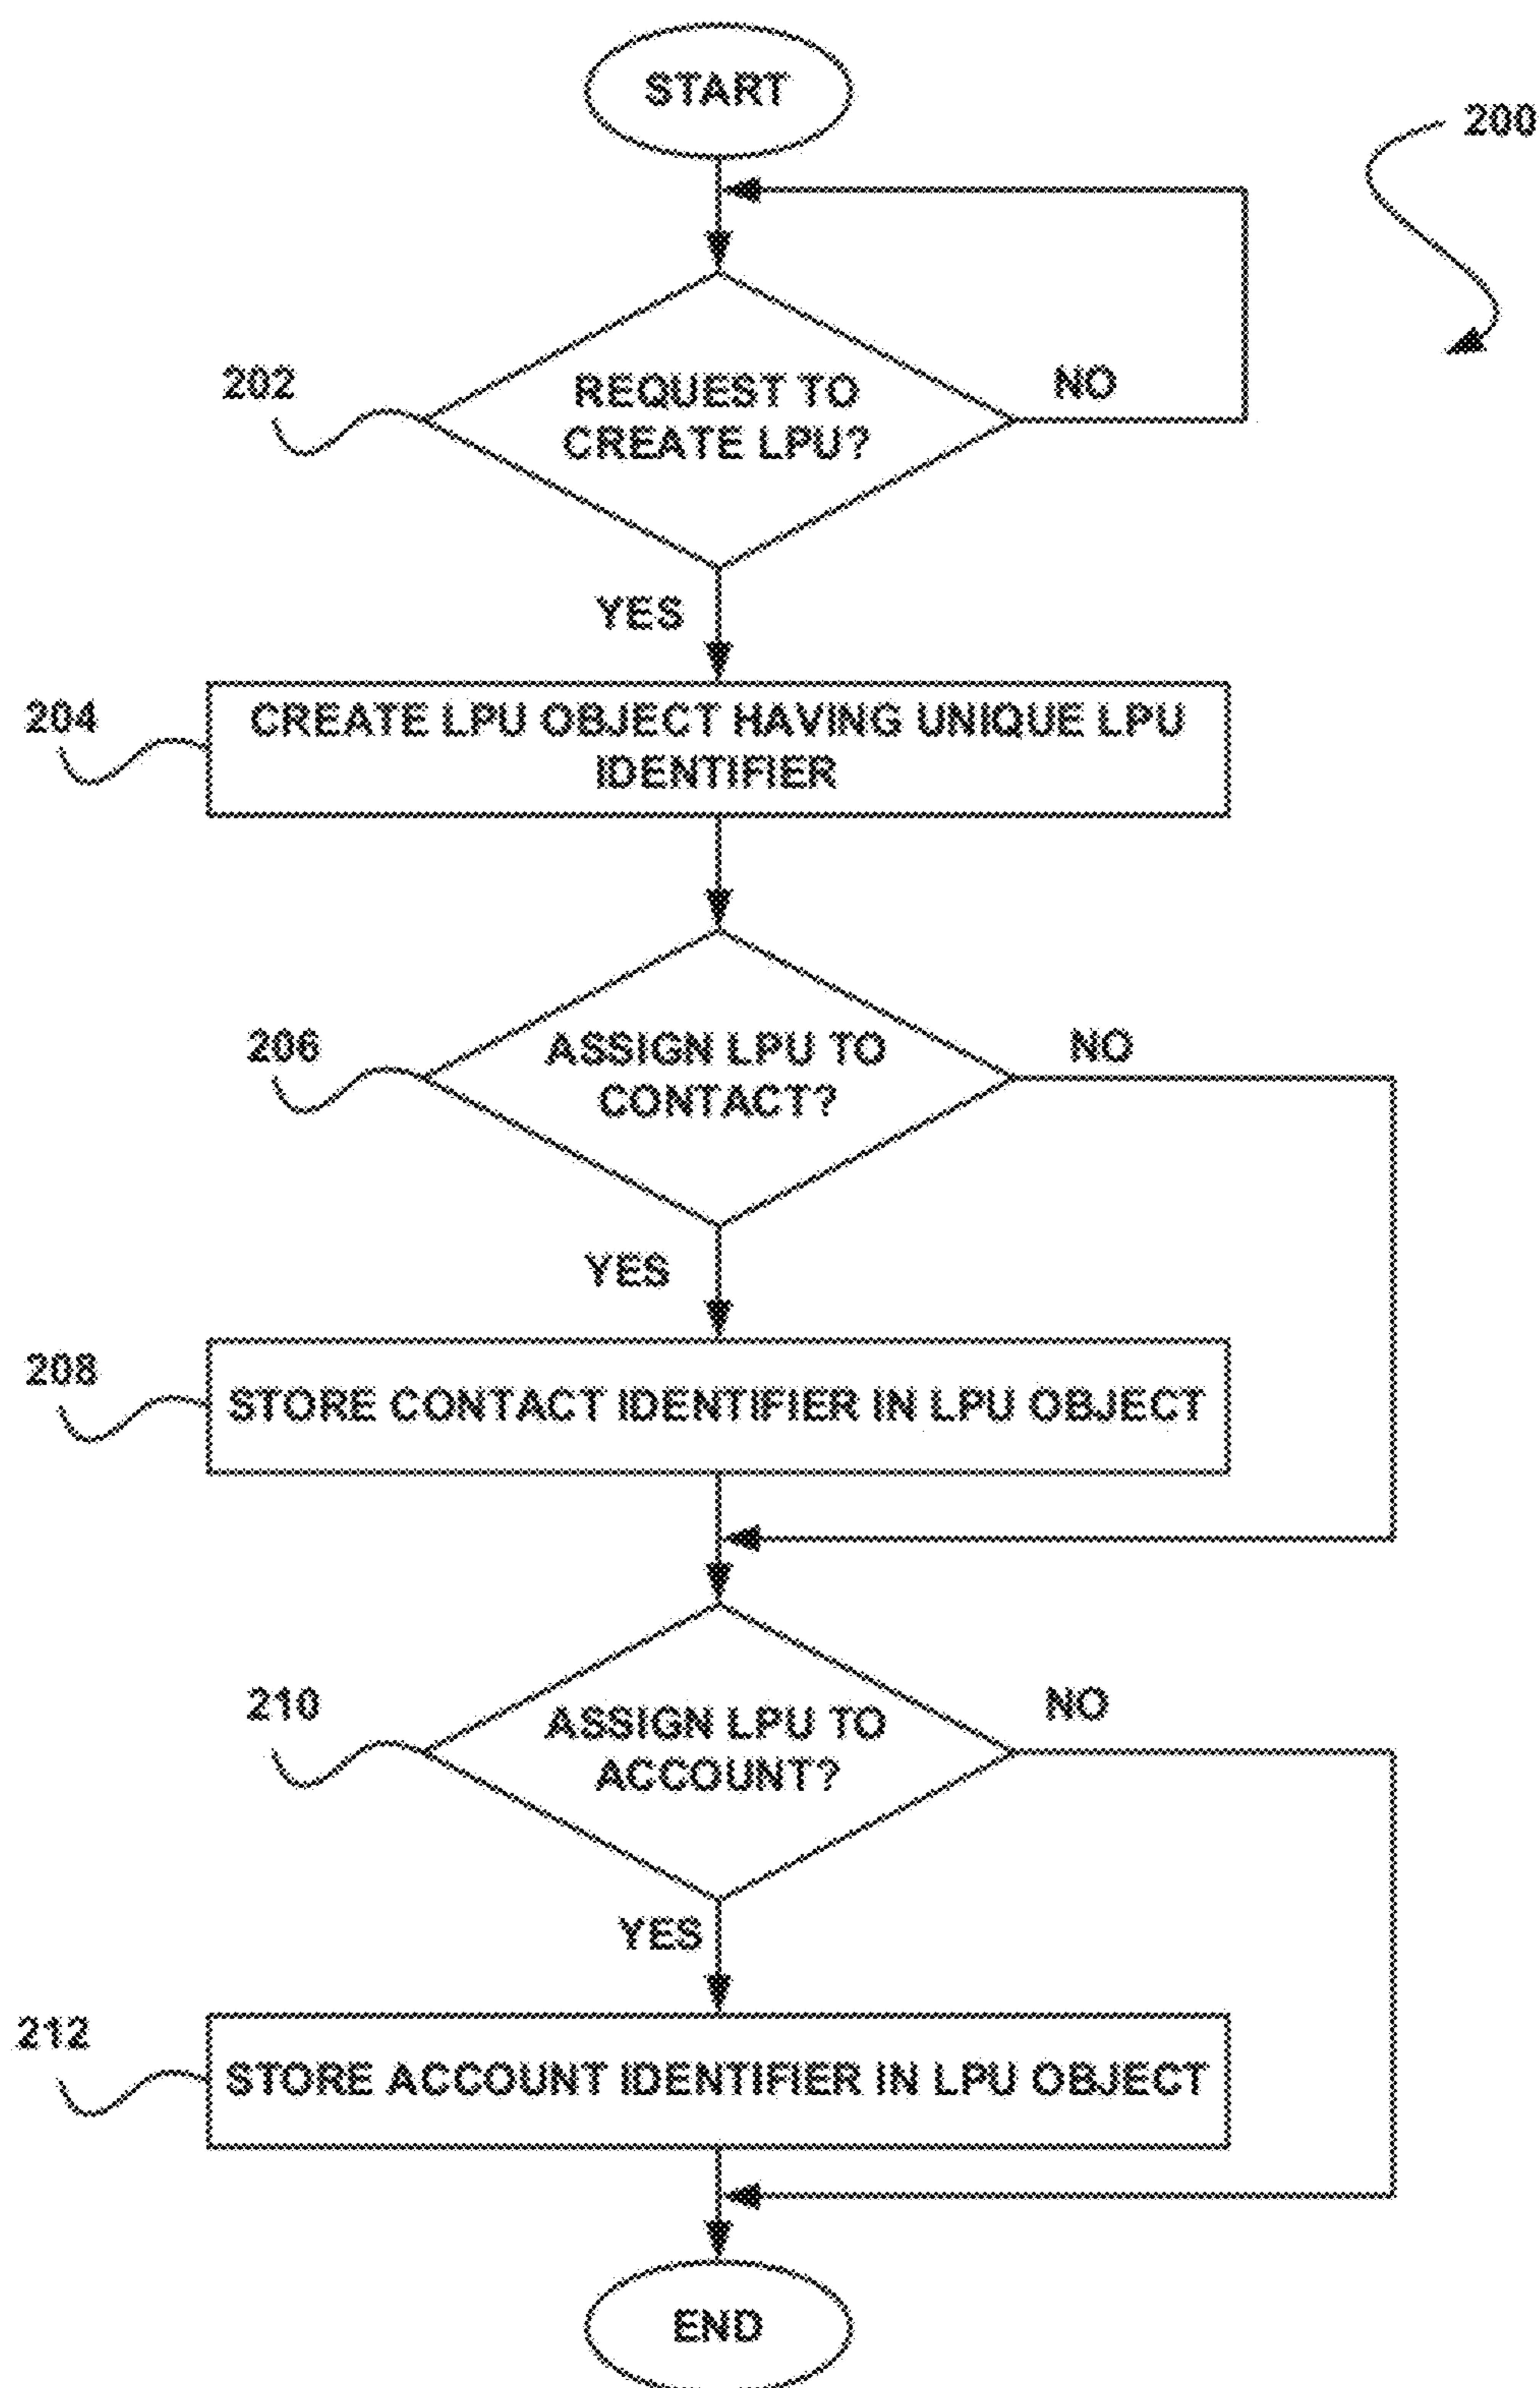 START
200
202
REQUEST TO
CREATE LPU?
NO
YES
204
CREATE LPU OBJECT HAVING UNIQUE LPU
IDENTIFIER
206
ASSIGN LPU TO
CONTACT?
NO
YES
208
STORE CONTACT IDENTIFIER IN LPU OBJECT
210
ASSIGN LPU TO
ACCOUNT?
NO
YES
212
STORE ACCOUNT IDENTIFIER IN LPU OBJECT
END